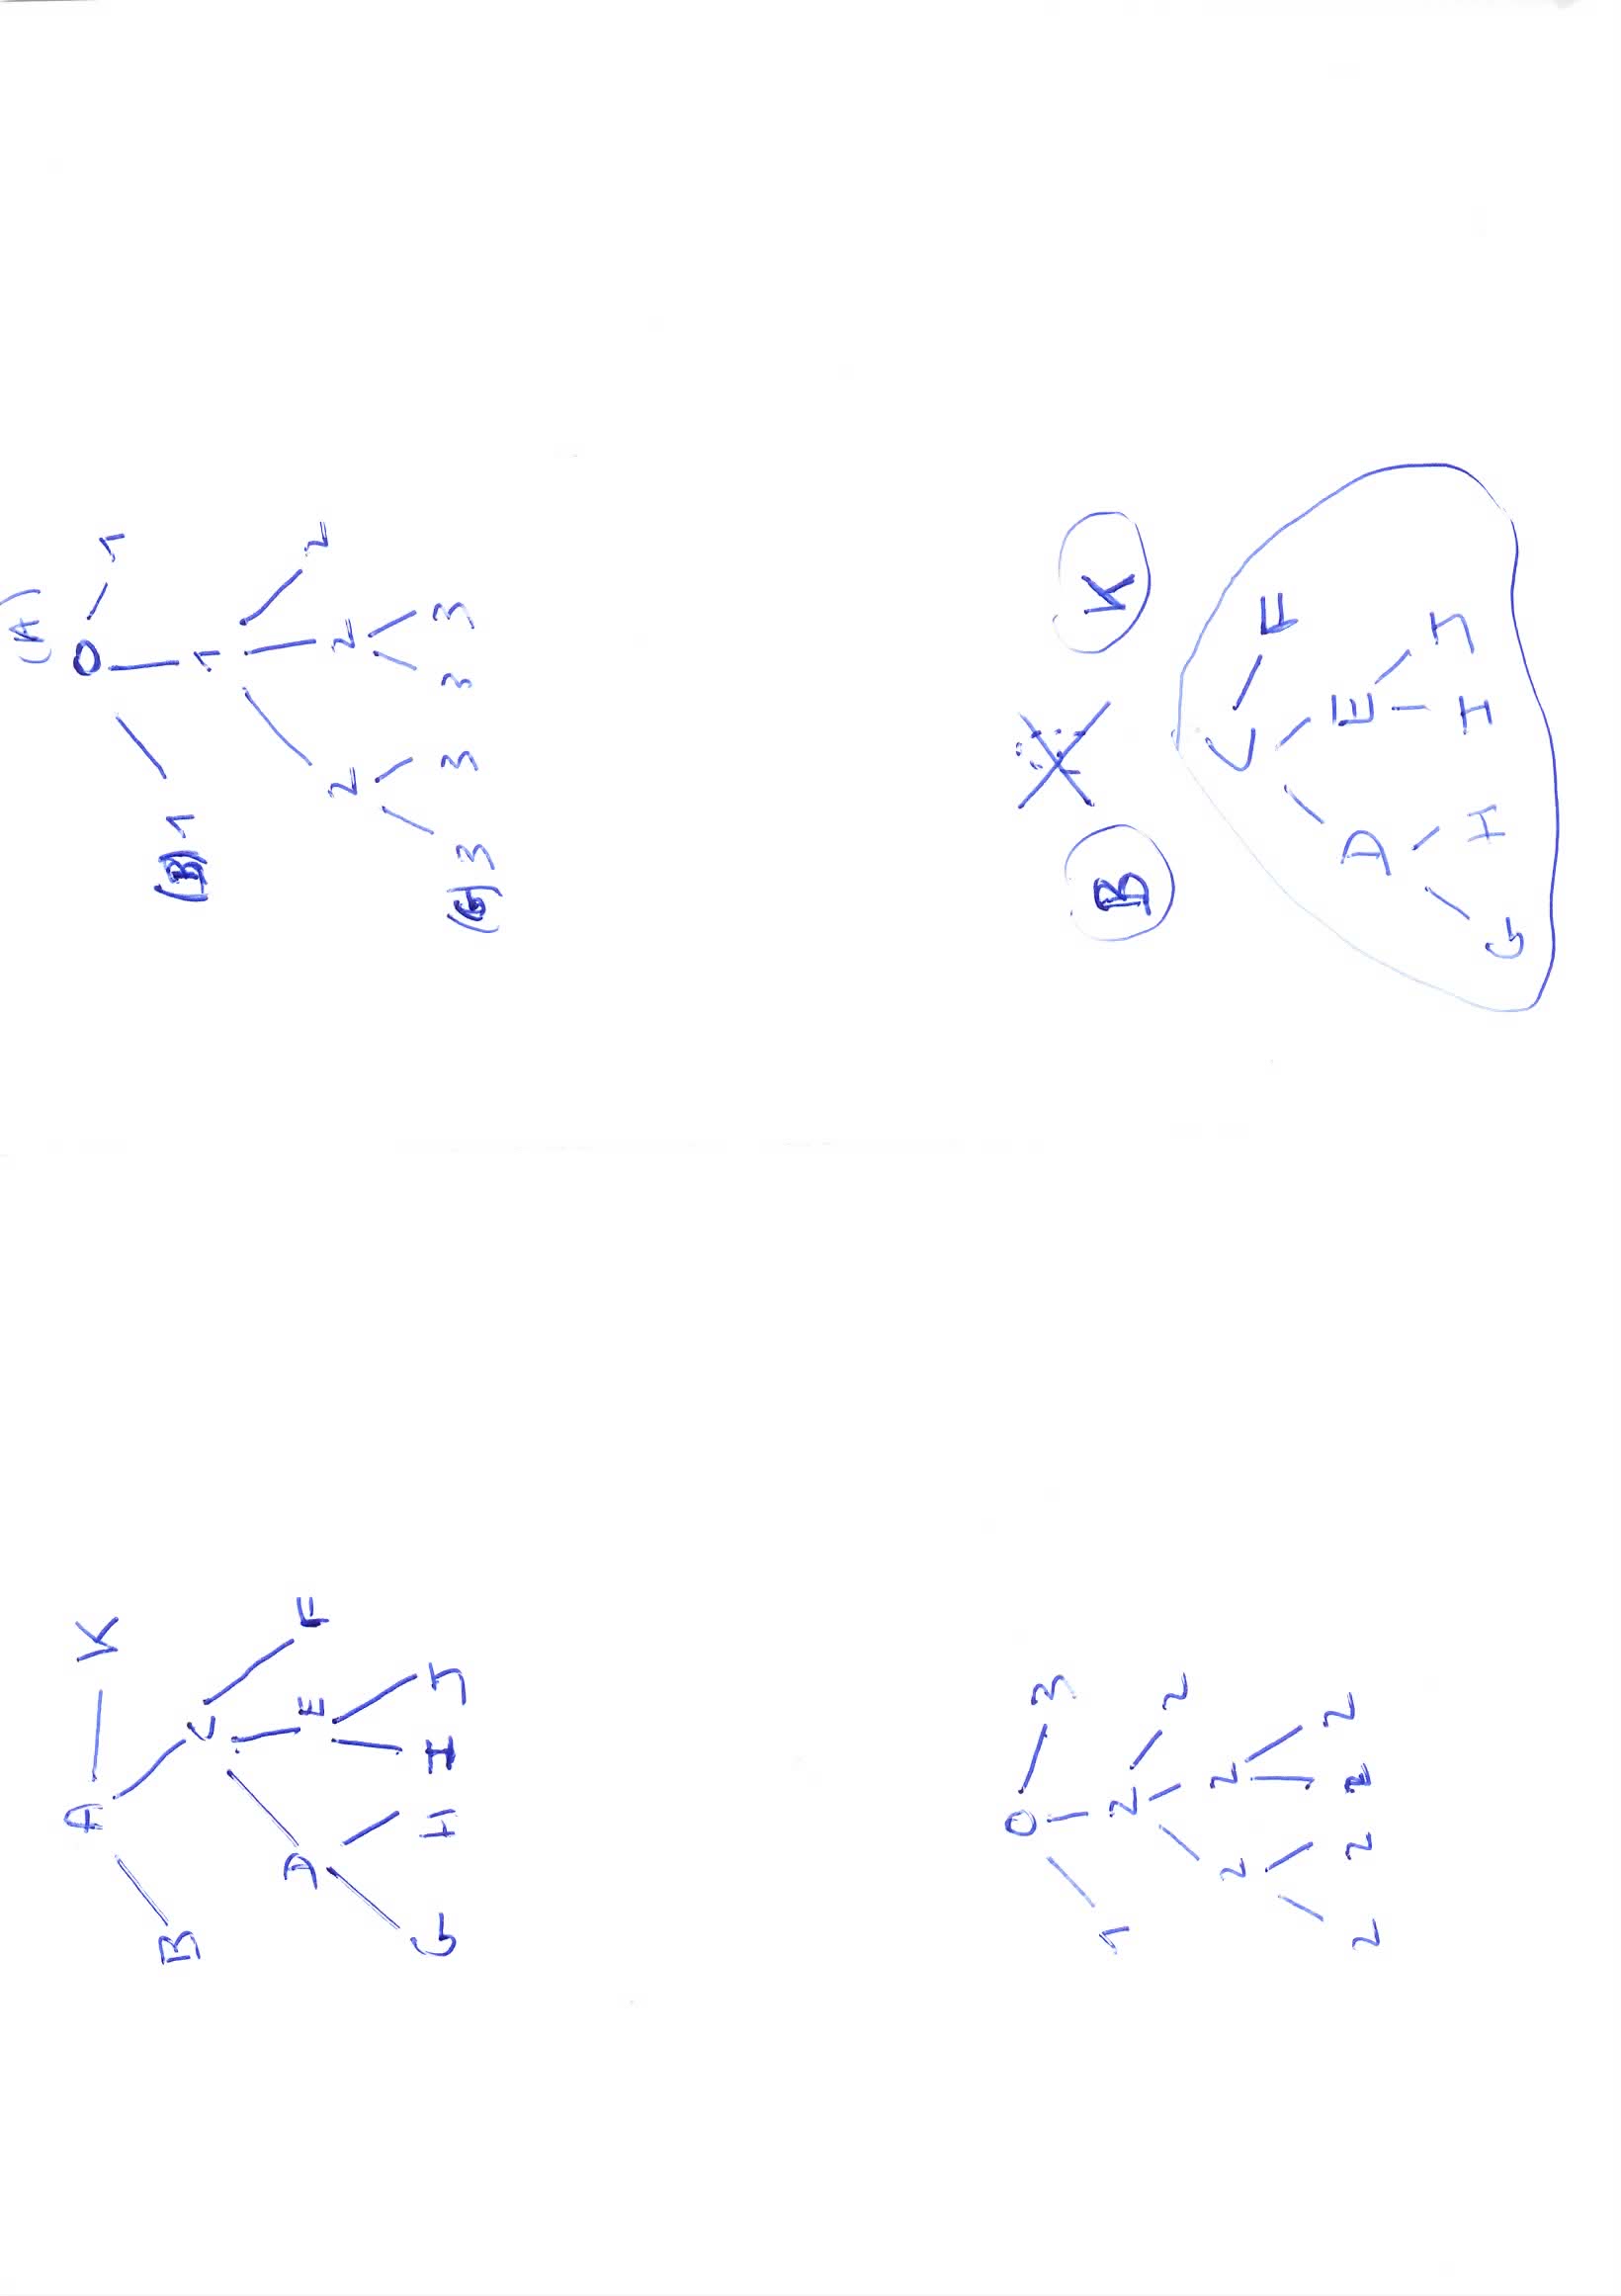 A K
B C
D E F
G H I J
(A)
0 1
(B) 1 1
2 2 2
(G) 3 3 3 3
0 3
1 2 2
2 2
2 2 2 2
B K
C F
D E
G H I J